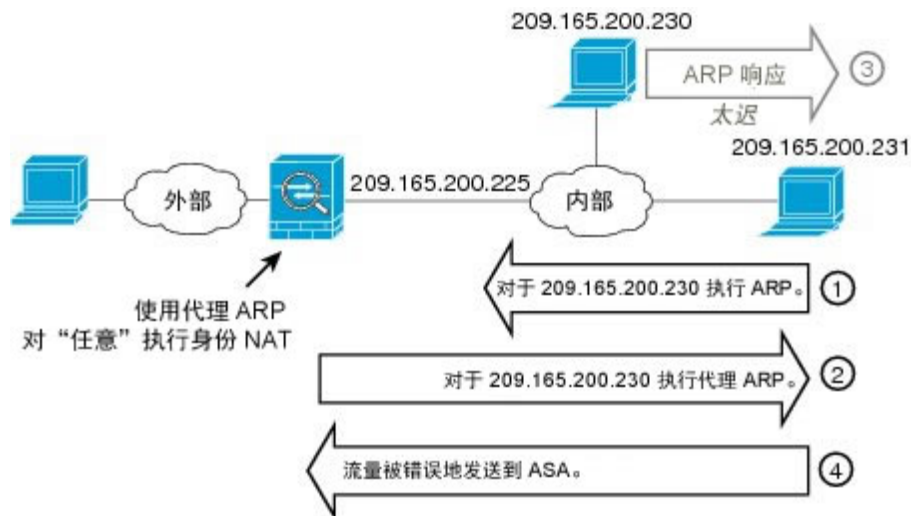 209.165.200.230
ARP 响应
③
太迟
209.165.200.231
209.165.200.225
外部
内部
对于 209.165.200.230 执行 ARP。
①
使用代理 ARP
对“任意”执行身份 NAT
对于 209.165.200.230 执行代理 ARP。
②
流量被错误地发送到 ASA。
④